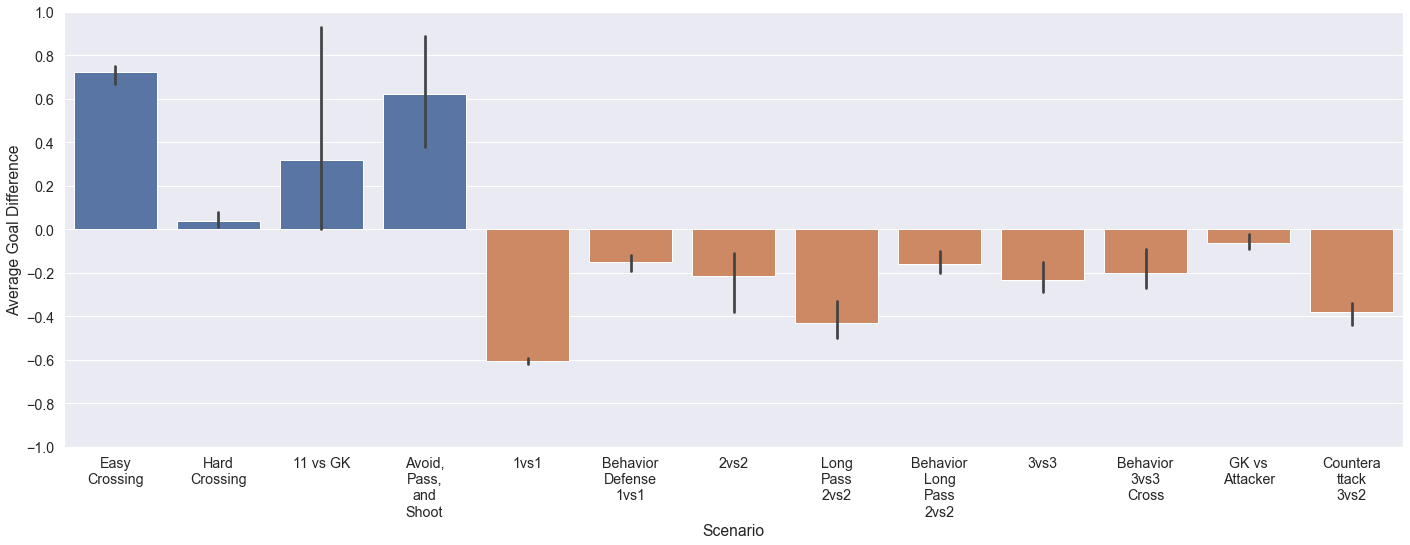 1.0
0.8
0.6
0.4
0.2
0.0
−0.2
−0.4
−0.6
−0.8
−1.0
Average Goal Difference
Easy
Crossing
Hard
Crossing
11 vs GK
Avoid,
Pass,
and
Shoot
1vs1
Behavior
Defense
1vs1
2vs2
Long
Pass
2vs2
Behavior
Long
Pass
2vs2
3vs3
Behavior
3vs3
Cross
GK vs
Attacker
Countera
ttack
3vs2
Scenario